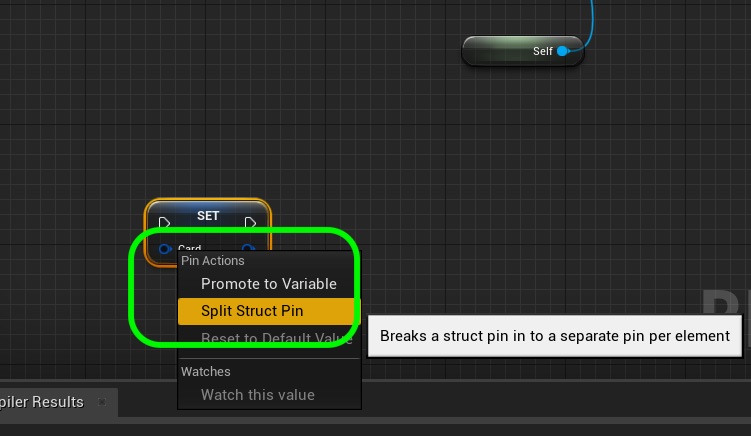 Self
SET
Card
Pin Actions
Promote to Variable
Split Struct Pin
Breaks a struct pin in to a separate pin per element
Reset to Default Value
Watches
Watch this value
piler Results